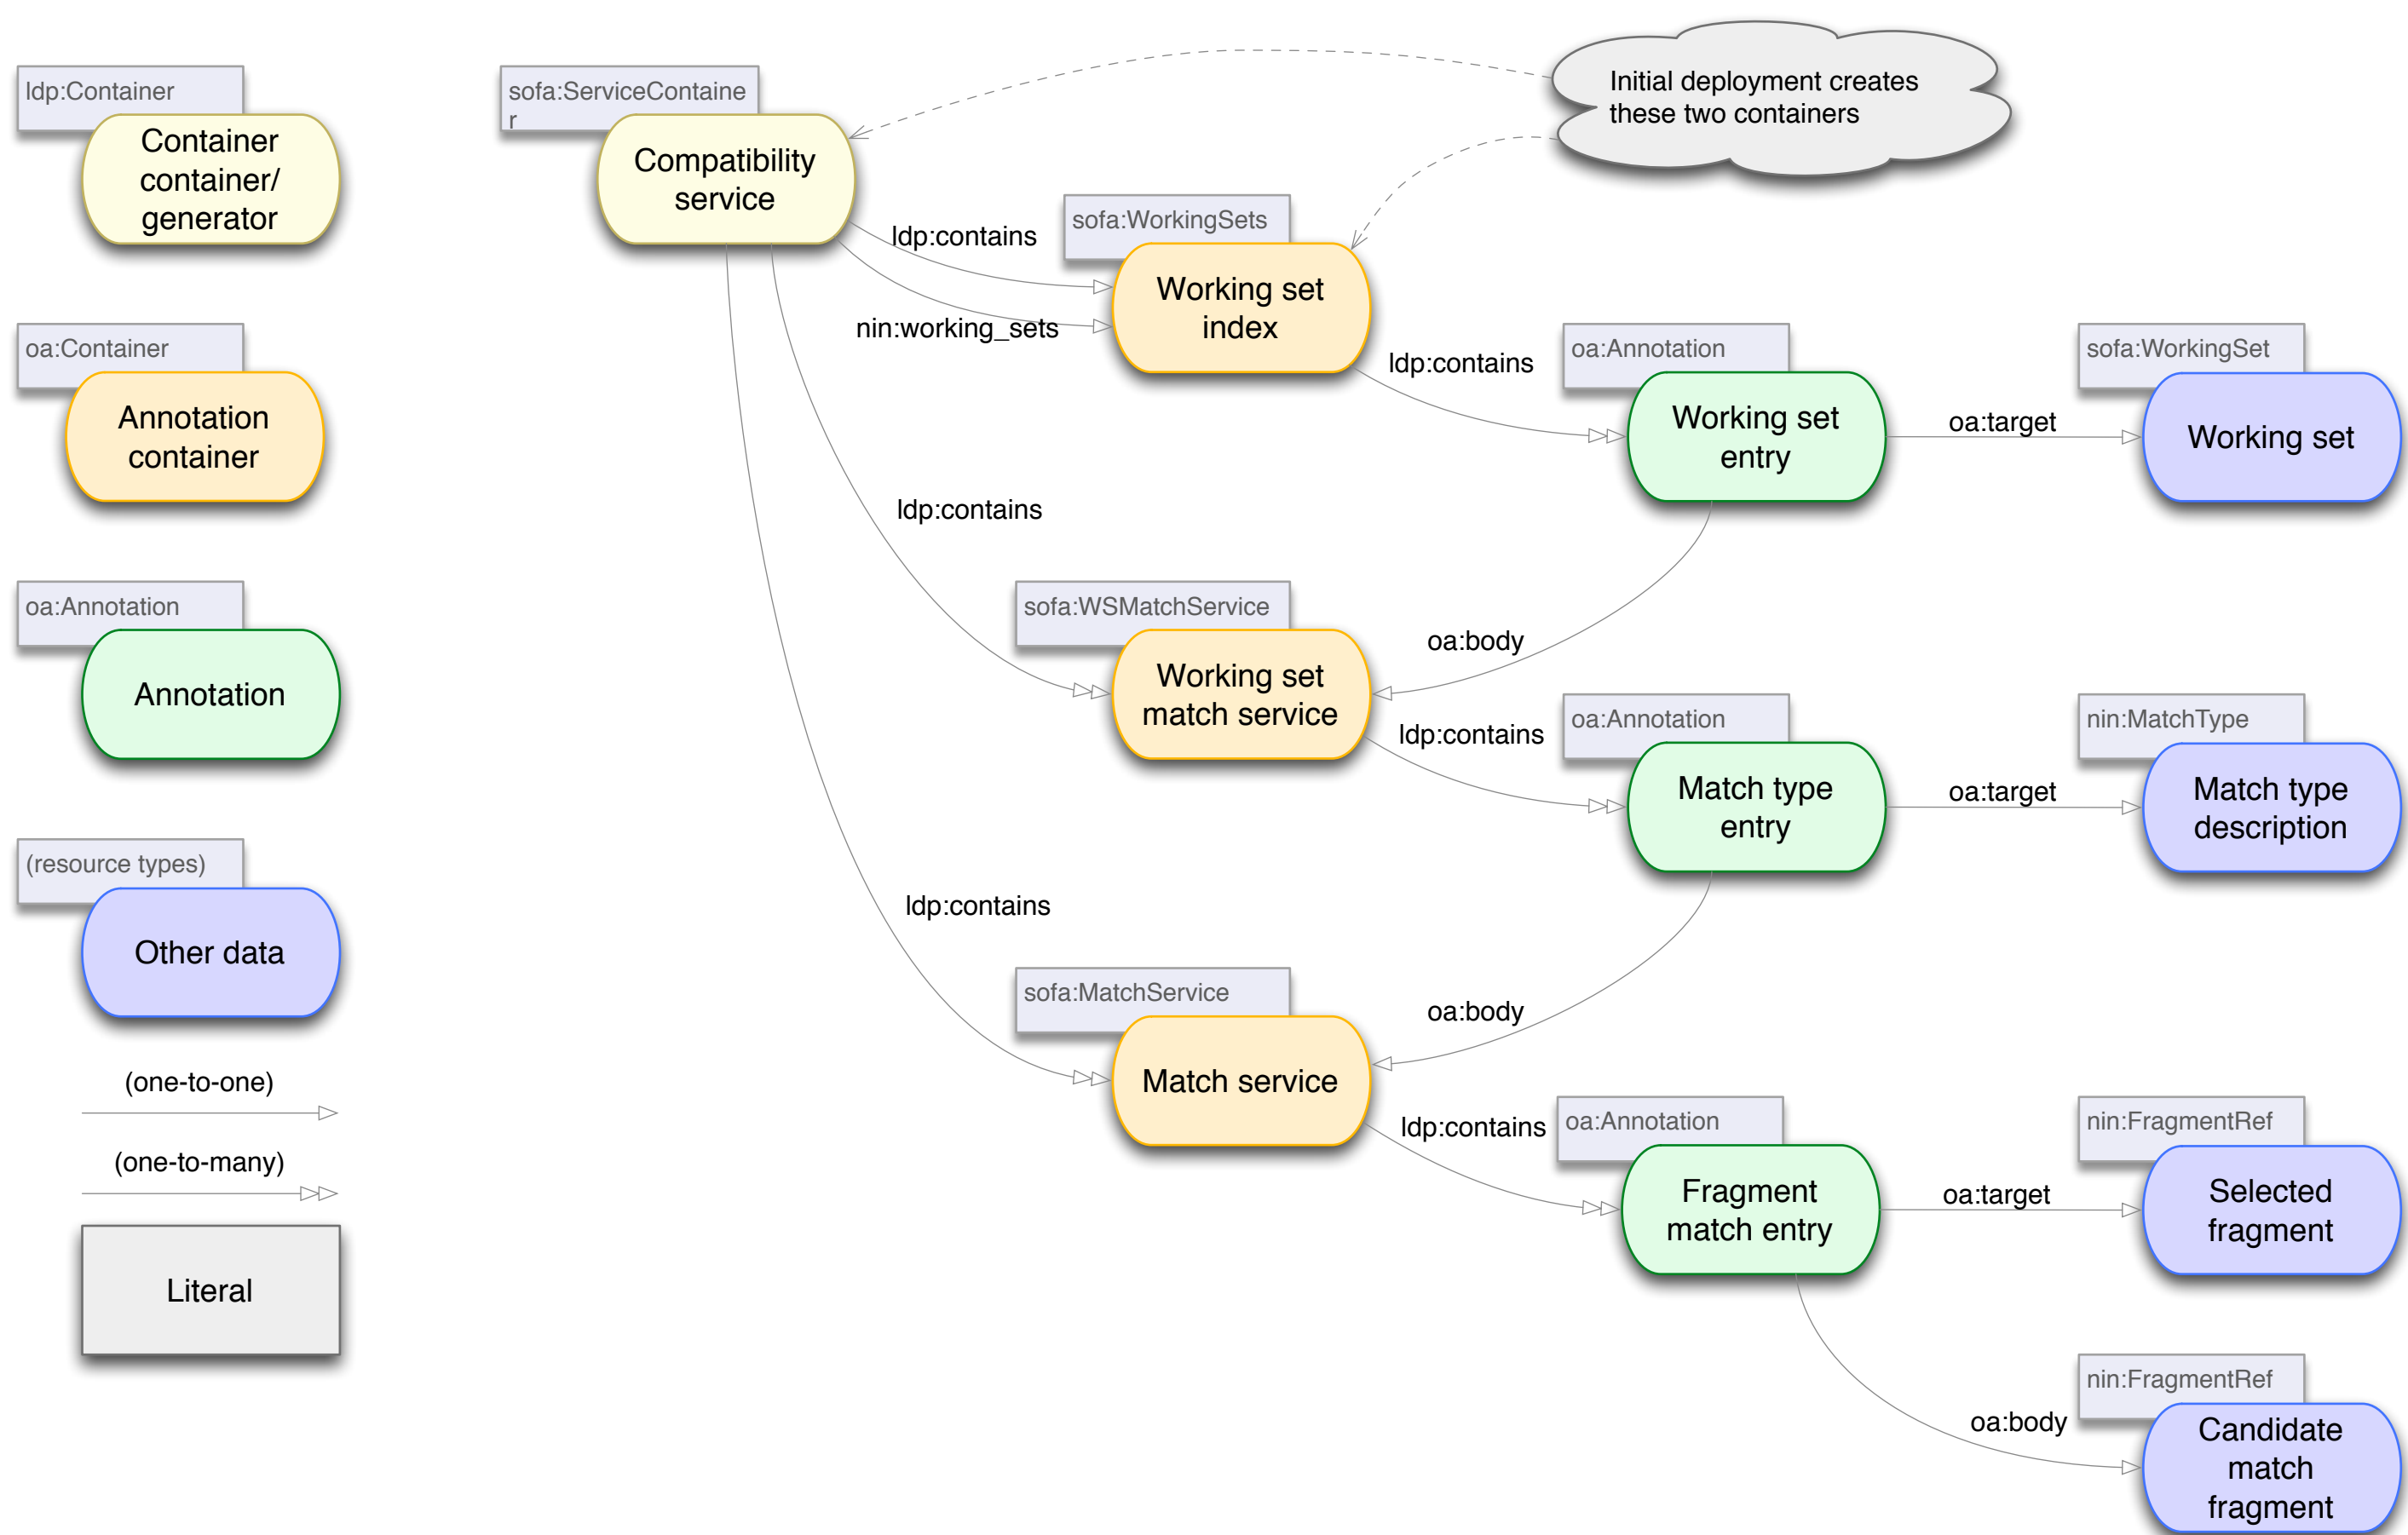 ldp:Container
Container
container/
generator
oa:Container
Annotation
container
oa:Annotation
Annotation
(resource types)
Other data
(one-to-one)
(one-to-many)
Literal
sofa:ServiceContaine
r
Compatibility
service
Initial deployment creates
these two containers
ldp:contains
nin:working_sets
sofa:WorkingSets
Working set
index
ldp:contains
oa:Annotation
Working set
entry
oa:target
sofa:WorkingSet
Working set
ldp:contains
oa:body
sofa:WSMatchService
Working set
match service
ldp:contains
oa:Annotation
Match type
entry
oa:target
nin:MatchType
Match type
description
ldp:contains
oa:body
sofa:MatchService
Match service
ldp:contains
oa:Annotation
Fragment
match entry
oa:target
nin:FragmentRef
Selected
fragment
oa:body
nin:FragmentRef
Candidate
match
fragment